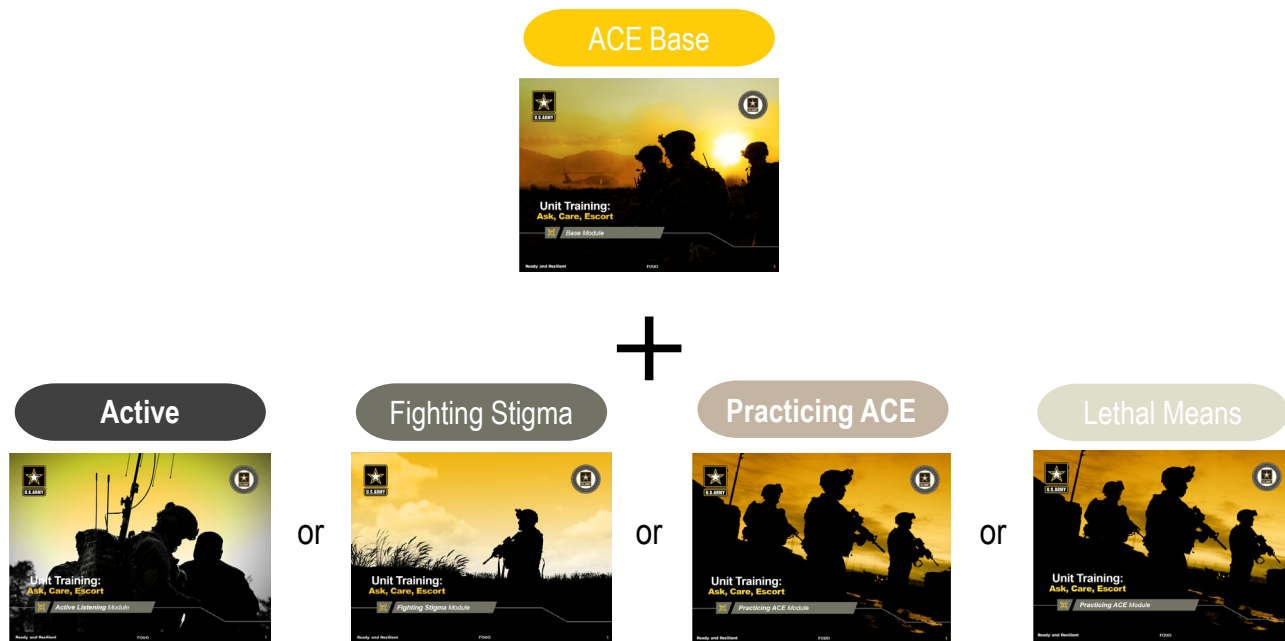 ACE Base
U.S.ARMY
Unit Training:
Ask, Care, Escort
Base Module
Ready and Resilient FOUO 1
+
Active Fighting Stigma Practicing ACE Lethal Means
U.S.ARMY
Unit Training:
Ask, Care, Escort
Active Listening Module
Ready and Resilient FOUO 1
or
U.S.ARMY
Unit Training:
Ask, Care, Escort
Fighting Stigma Module
Ready and Resilient FOUO 1
or
U.S.ARMY
Unit Training:
Ask, Care, Escort
Practicing ACE Module
Ready and Resilient FOUO 1
or
U.S.ARMY
Unit Training:
Ask, Care, Escort
Practicing ACE Module
Ready and Resilient FOUO 1